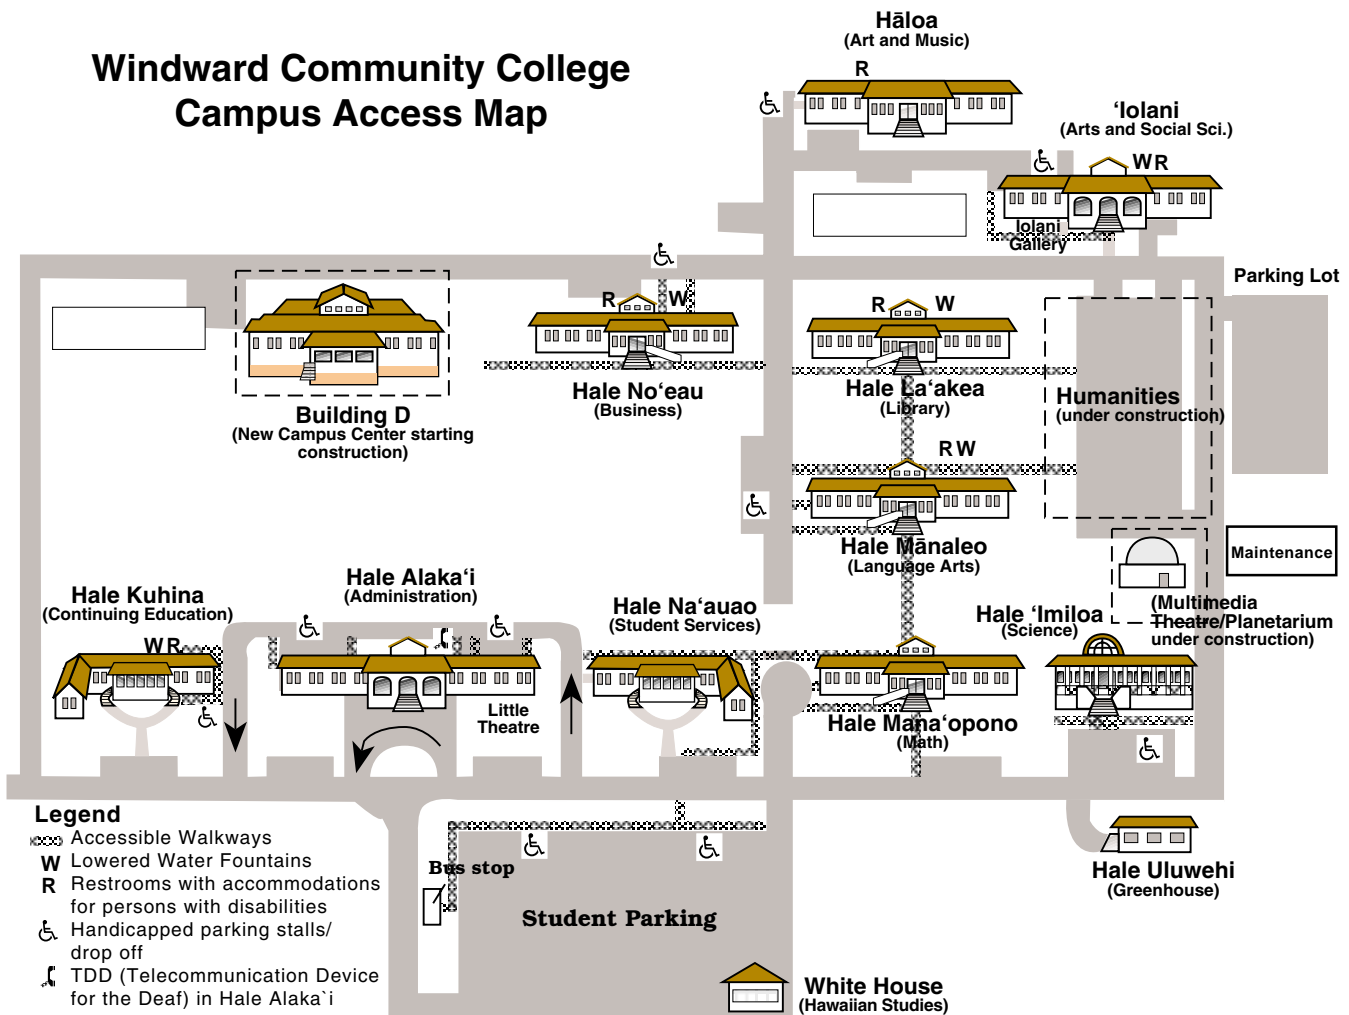 Windward Community College
Campus Access Map
Hāloa
(Art and Music)
R
ʻIolani
(Arts and Social Sci.)
W R
Iolani
Gallery
Parking Lot
R W
R W
Hale Noʻeau
(Business)
Hale Laʻakea
(Library)
Humanities
(under construction)
Building D
(New Campus Center starting
construction)
R W
Hale Mānaleo
(Language Arts)
Maintenance
Hale Kuhina
(Continuing Education)
W R
Hale Alakaʻi
(Administration)
Hale Naʻauao
(Student Services)
Hale ʻImiloa
(Science)
(Multimedia
Theatre/Planetarium
under construction)
Little
Theatre
Hale Manaʻopono
(Math)
Legend
Accessible Walkways
W Lowered Water Fountains
R Restrooms with accommodations
for persons with disabilities
Handicapped parking stalls/
drop off
TDD (Telecommunication Device
for the Deaf) in Hale Alaka`i
Bus stop
Student Parking
Hale Uluwehi
(Greenhouse)
White House
(Hawaiian Studies)